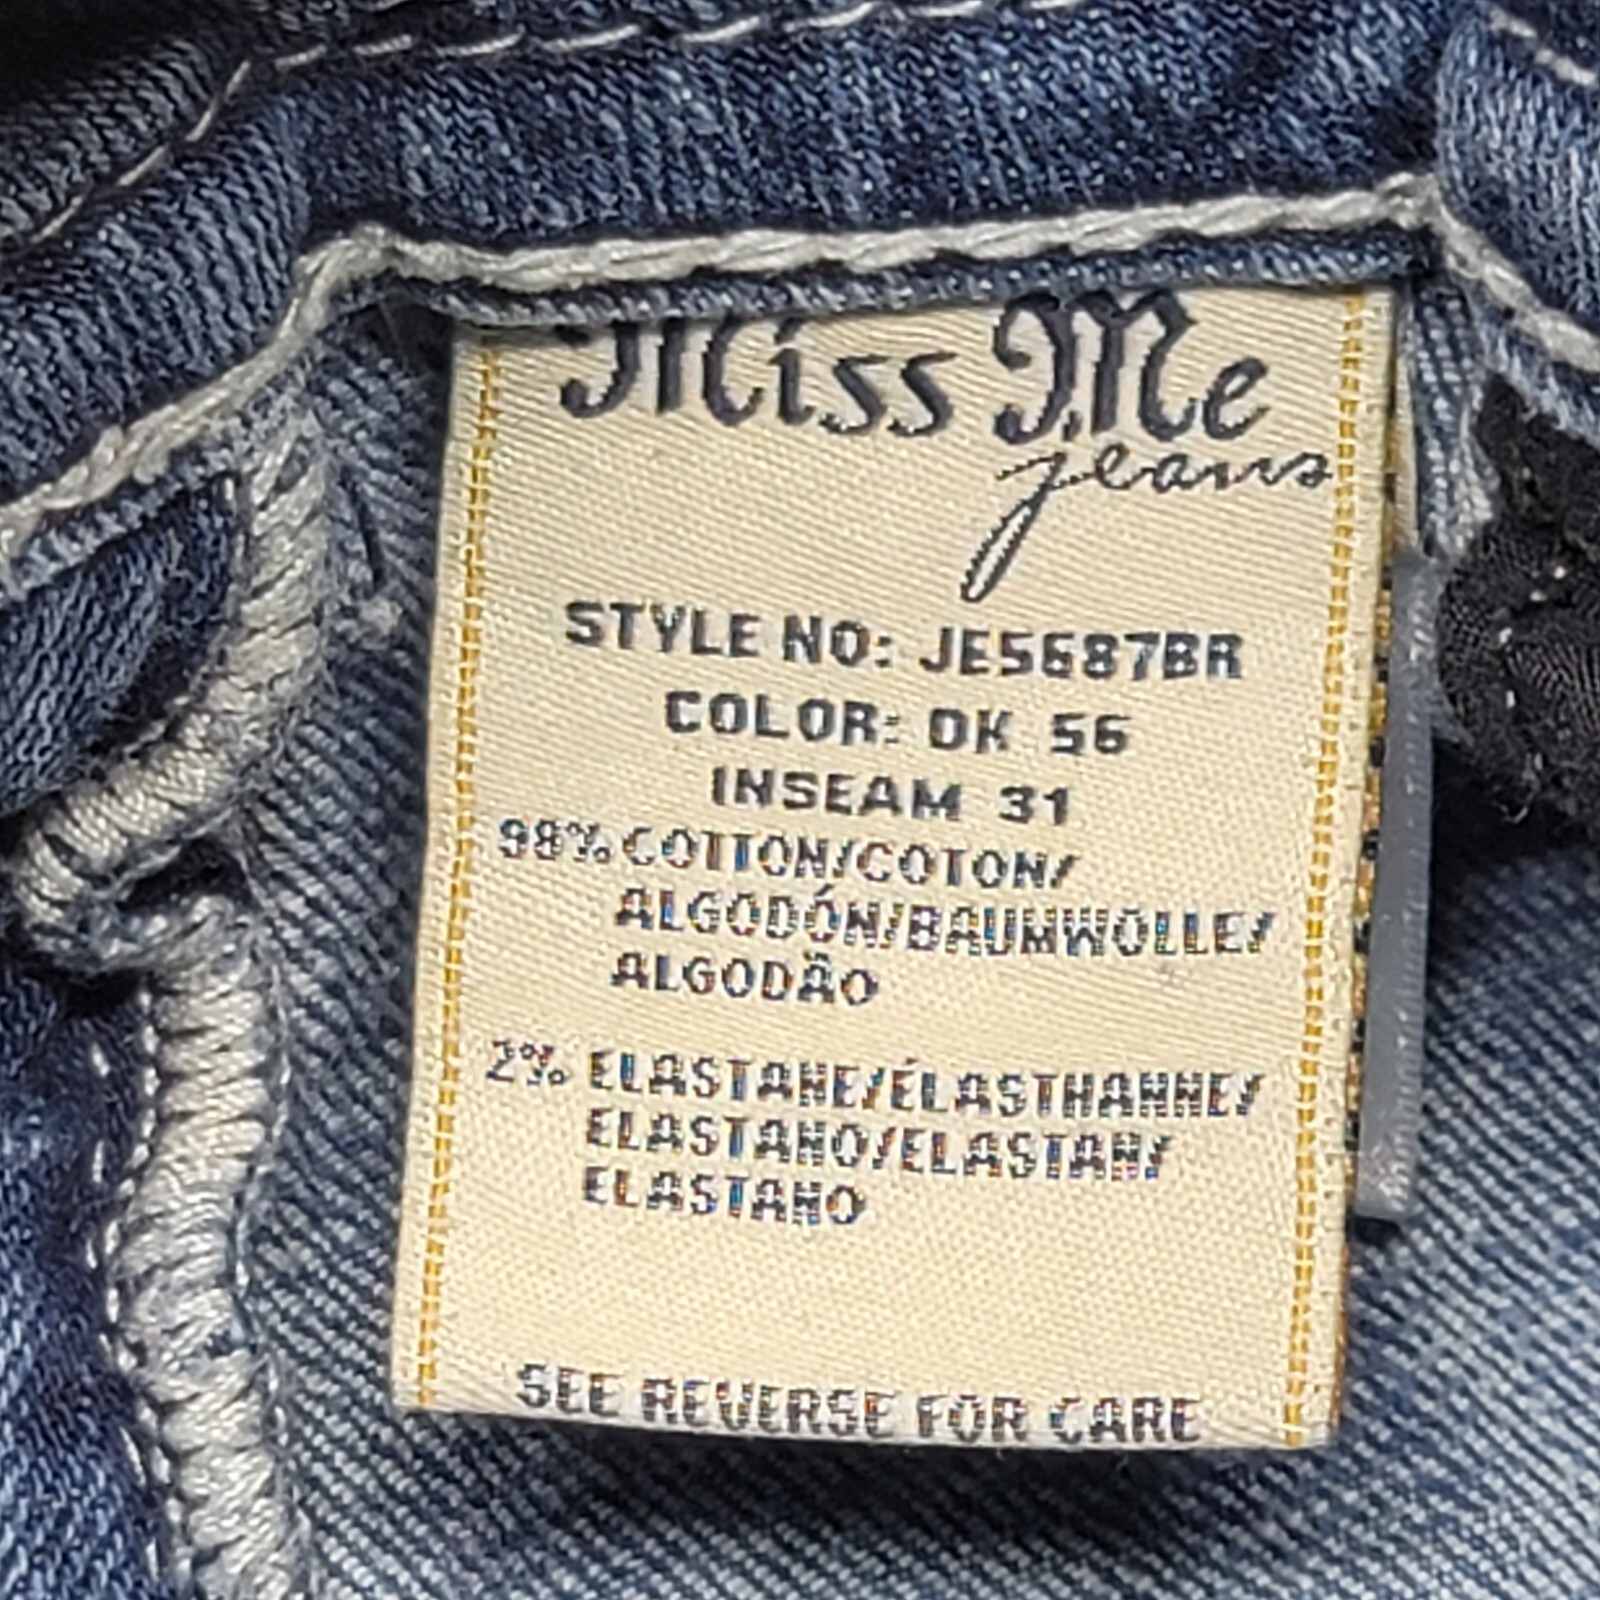 Miss Me
jeans
STYLE NO: JE5687BR
COLOR: DK 56
INSEAM 31
98% COTTON/COTON/
ALGODÓN/BAUMWOLLE/
ALGODÃO
2% ELASTANE/ÉLASTHANNE/
ELASTANO/ELASTAN/
ELASTANO
SEE REVERSE FOR CARE